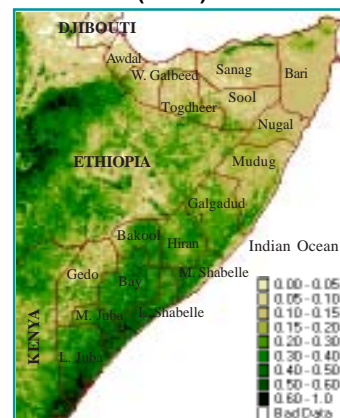 DJIBOUTI
Awdal
W. Galbeed
Sanag
Bari
Togdheer
Sool
Nugal
ETHIOPIA
Mudug
Galgadud
Bakool
Hiran
Indian Ocean
Gedo
Bay
M. Shabelle
M. Juba
L. Shabelle
KENYA
L. Juba
0.00 - 0.05
0.05 - 0.10
0.10 - 0.15
0.15 - 0.20
0.20 - 0.30
0.30 - 0.40
0.40 - 0.50
0.50 - 0.60
0.60 - 1.0
Bad Data